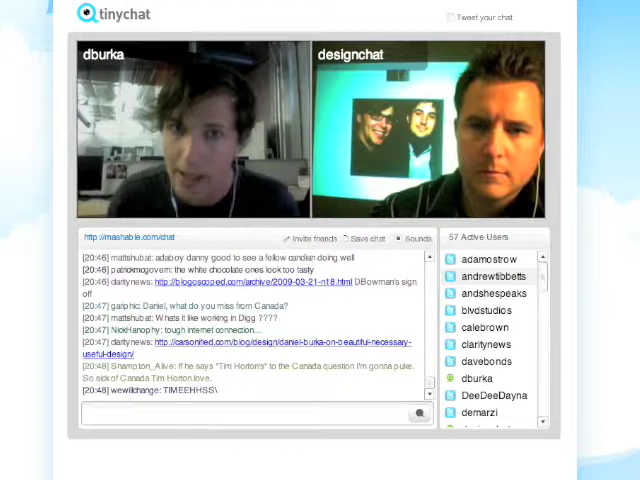 tinychat
Tweet your chat
dburka
designchat
http://mashable.com/chat
Invite friends
Save chat
Sounds
57 Active Users
[20:46] mattshubat: adaboy danny good to see a fellow candian doing well
[20:46] patrickmcgovern: the white chocolate ones look too tasty
[20:46] claritynews: http://blogoscoped.com/archive/2009-03-21-n18.html DBowman's sign
off
[20:47] gariphic: Daniel, what do you miss from Canada?
[20:47] mattshubat: Whats it like working in Digg ????
[20:47] NickHanophy: tough internet connection....
[20:47] claritynews: http://carsonified.com/blog/design/daniel-burka-on-beautiful-necessary-
useful-design/
[20:48] Shampton_Alive: If he says "Tim Horton's" to the Canada question I'm gonna puke.
So sick of Canada Tim Horton love.
[20:48] wewillchange: TIMEEHHSS\
adamostrow
andrewtibbetts
andshespeaks
blvdstudios
calebrown
claritynews
davebonds
dburka
DeeDeeDayna
demarzi